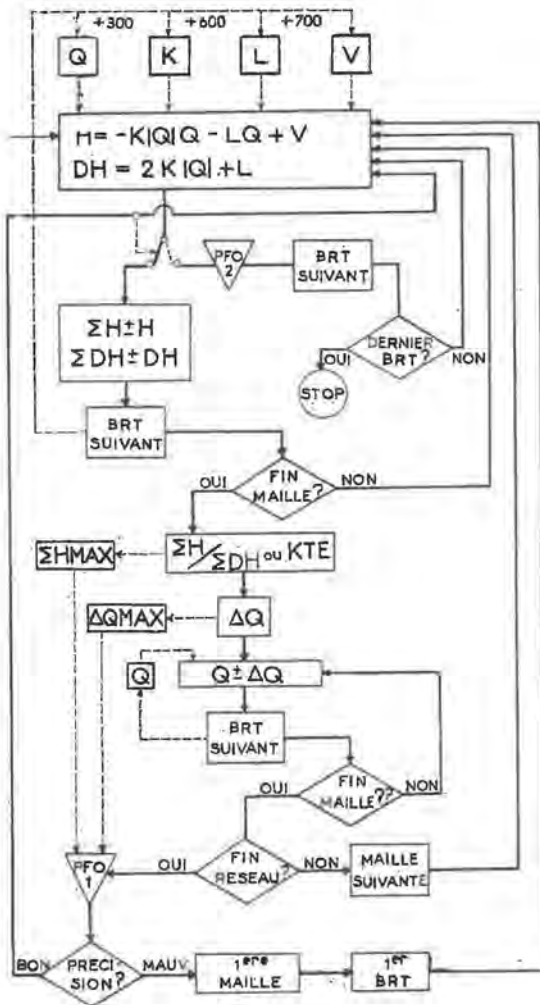 +300 +600 +700
Q K L V
H = -K|Q|Q - LQ + V
DH = 2K|Q|.+L
PFO 2
BRT SUIVANT
ΣH±H
ΣDH±DH
DERNIER BRT?
OUI NON
STOP
BRT SUIVANT
FIN MAILLE?
OUI NON
ΣHMAX
ΣH/ΣDH ou KTE
ΔQMAX
ΔQ
Q
Q±ΔQ
BRT SUIVANT
FIN MAILLE??
OUI NON
PFO 1
OUI
FIN RESEAU?
NON
MAILLE SUIVANTE
BON
PRECISION?
MAUV
1ere MAILLE
1er BRT